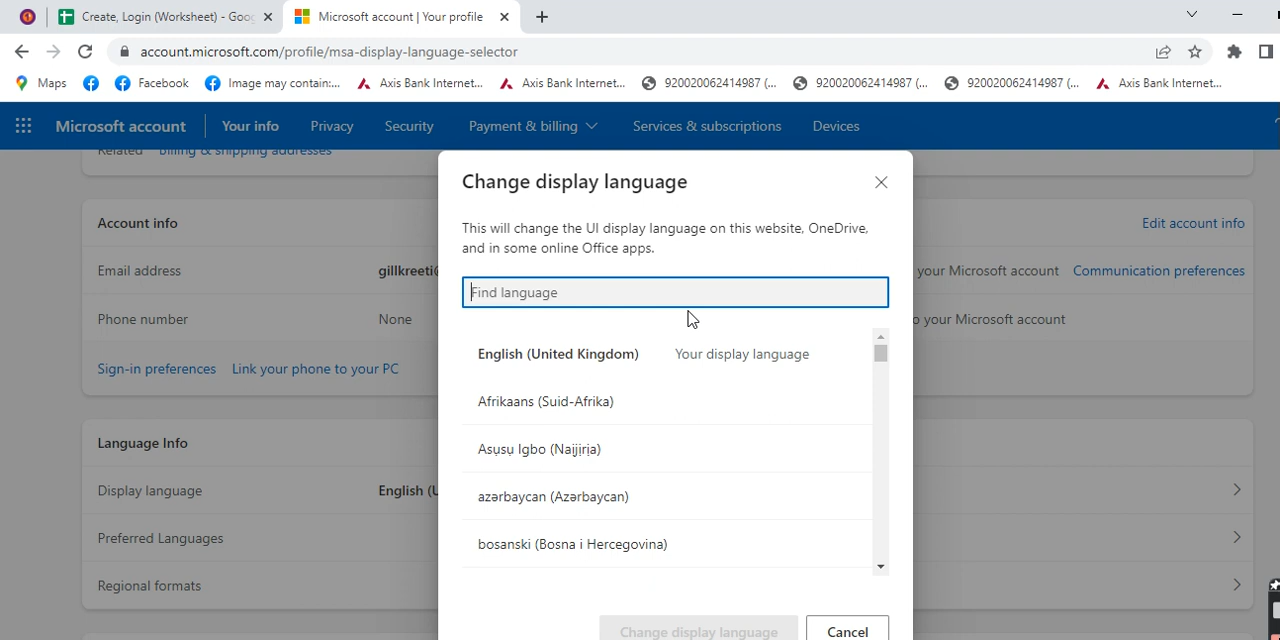 Create, Login (Worksheet) - Goog
Microsoft account | Your profile
account.microsoft.com/profile/msa-display-language-selector
Maps
Facebook
Image may contain:...
Axis Bank Internet...
Axis Bank Internet...
920020062414987 (...
920020062414987 (...
920020062414987 (...
Axis Bank Internet...
Microsoft account
Your info
Privacy
Security
Payment & billing
Services & subscriptions
Devices
Related billing & shipping addresses
Change display language
This will change the UI display language on this website, OneDrive,
and in some online Office apps.
Find language
English (United Kingdom) Your display language
Afrikaans (Suid-Afrika)
Asụsụ Igbo (Naịjịrịa)
azərbaycan (Azərbaycan)
bosanski (Bosna i Hercegovina)
Change display language
Cancel
Account info
Edit account info
Email address gillkreeti@
your Microsoft account Communication preferences
Phone number None
o your Microsoft account
Sign-in preferences Link your phone to your PC
Language Info
Display language English (U
Preferred Languages
Regional formats